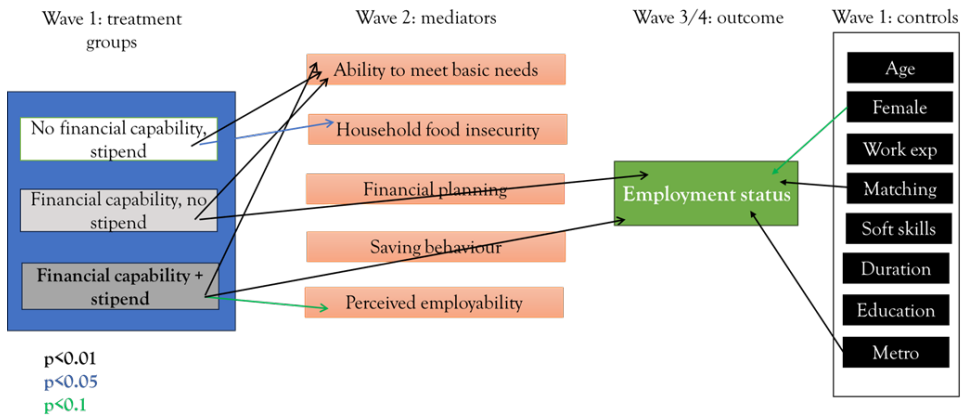 Wave 1: treatment
groups
Wave 2: mediators
Wave 3/4: outcome
Wave 1: controls
No financial capability,
stipend
Financial capability, no
stipend
Financial capability +
stipend
Ability to meet basic needs
Household food insecurity
Financial planning
Saving behaviour
Perceived employability
Employment status
Age
Female
Work exp
Matching
Soft skills
Duration
Education
Metro
p<0.01
p<0.05
p<0.1